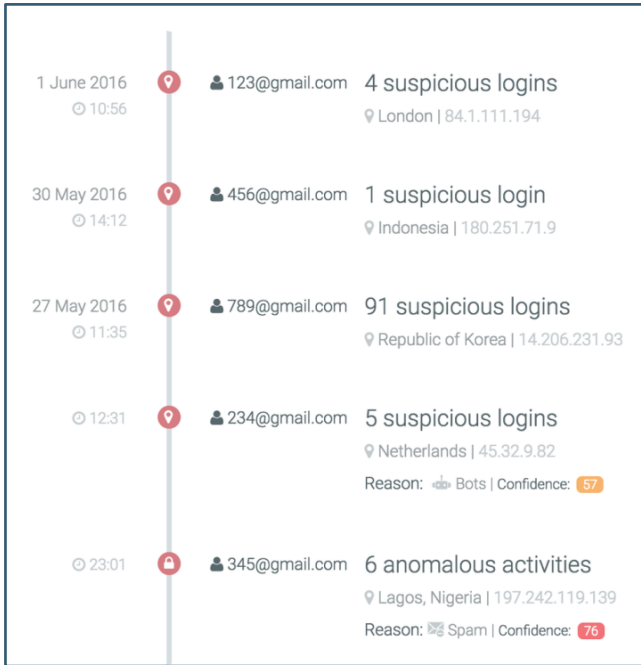 1 June 2016 123@gmail.com 4 suspicious logins
10:56 London | 84.1.111.194
30 May 2016 456@gmail.com 1 suspicious login
14:12 Indonesia | 180.251.71.9
27 May 2016 789@gmail.com 91 suspicious logins
11:35 Republic of Korea | 14.206.231.93
12:31 234@gmail.com 5 suspicious logins
Netherlands | 45.32.9.82
Reason: Bots | Confidence: 57
23:01 345@gmail.com 6 anomalous activities
Lagos, Nigeria | 197.242.119.139
Reason: Spam | Confidence: 76